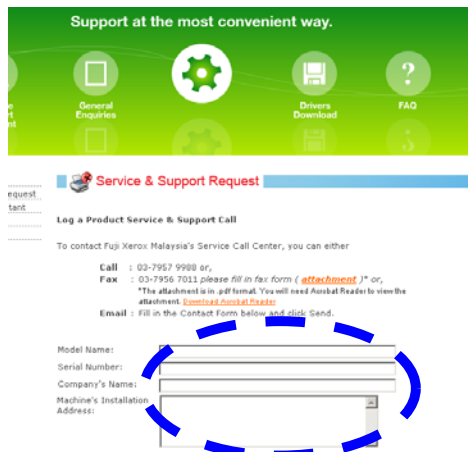 Support at the most convenient way.
General
Enquiries
Drivers
Download
FAQ
?
Service & Support Request
equest
tant
Log a Product Service & Support Call
To contact Fuji Xerox Malaysia's Service Call Center, you can either
Call : 03-7957 9988 or,
Fax : 03-7956 7011 please fill in fax form ( attachment )* or,
*The attachment is in .pdf format. You will need Acrobat Reader to view the
attachment. Download Acrobat Reader
Email : Fill in the Contact Form below and click Send.
Model Name:
Serial Number:
Company's Name:
Machine's Installation
Address: